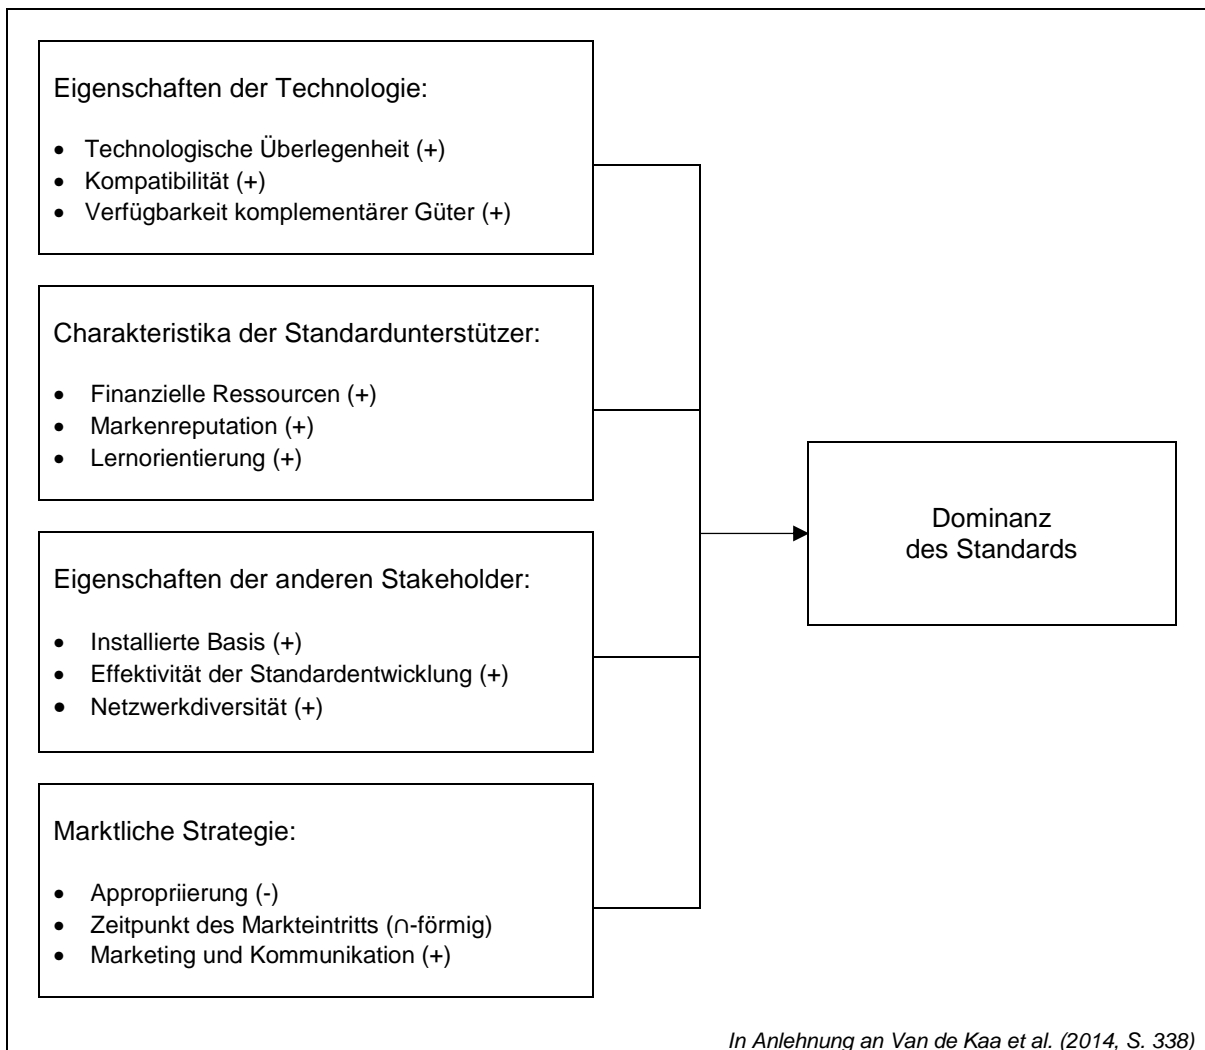 Eigenschaften der Technologie:
• Technologische Überlegenheit (+)
• Kompatibilität (+)
• Verfügbarkeit komplementärer Güter (+)
Charakteristika der Standardunterstützer:
• Finanzielle Ressourcen (+)
• Markenreputation (+)
• Lernorientierung (+)
Eigenschaften der anderen Stakeholder:
• Installierte Basis (+)
• Effektivität der Standardentwicklung (+)
• Netzwerkdiversität (+)
Marktliche Strategie:
• Appropriierung (-)
• Zeitpunkt des Markteintritts (∩-förmig)
• Marketing und Kommunikation (+)
Dominanz
des Standards
In Anlehnung an Van de Kaa et al. (2014, S. 338)